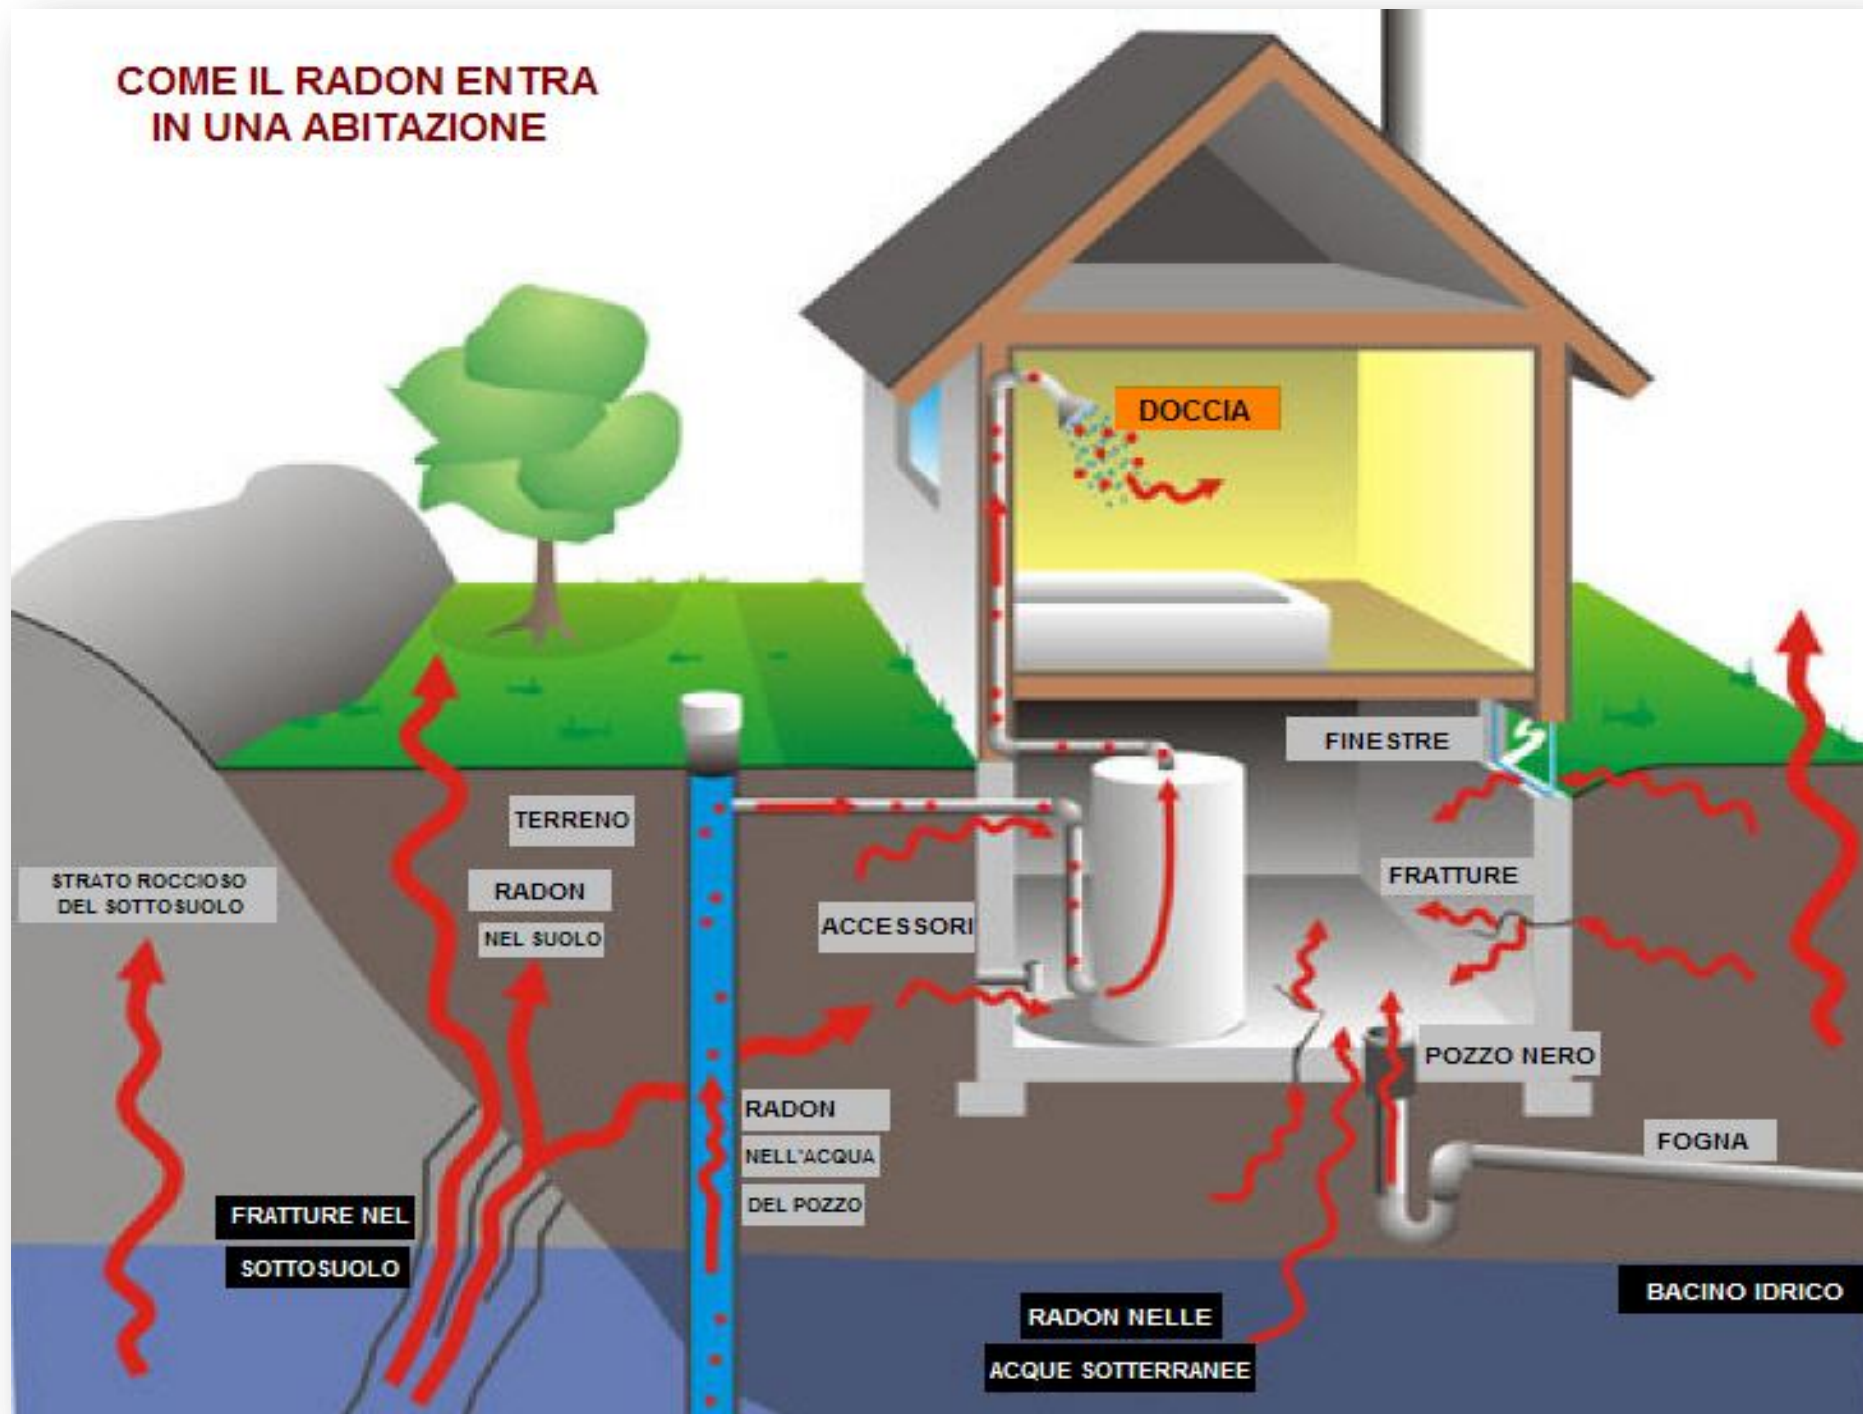 COME IL RADON ENTRA
IN UNA ABITAZIONE
DOCCIA
FINESTRE
TERRENO
STRATO ROCCIOSO
DEL SOTTOSUOLO
RADON
NEL SUOLO
FRATTURE
ACCESSORI
POZZO NERO
RADON
NELL'ACQUA
DEL POZZO
FOGNA
FRATTURE NEL
SOTTOSUOLO
BACINO IDRICO
RADON NELLE
ACQUE SOTTERRANEE